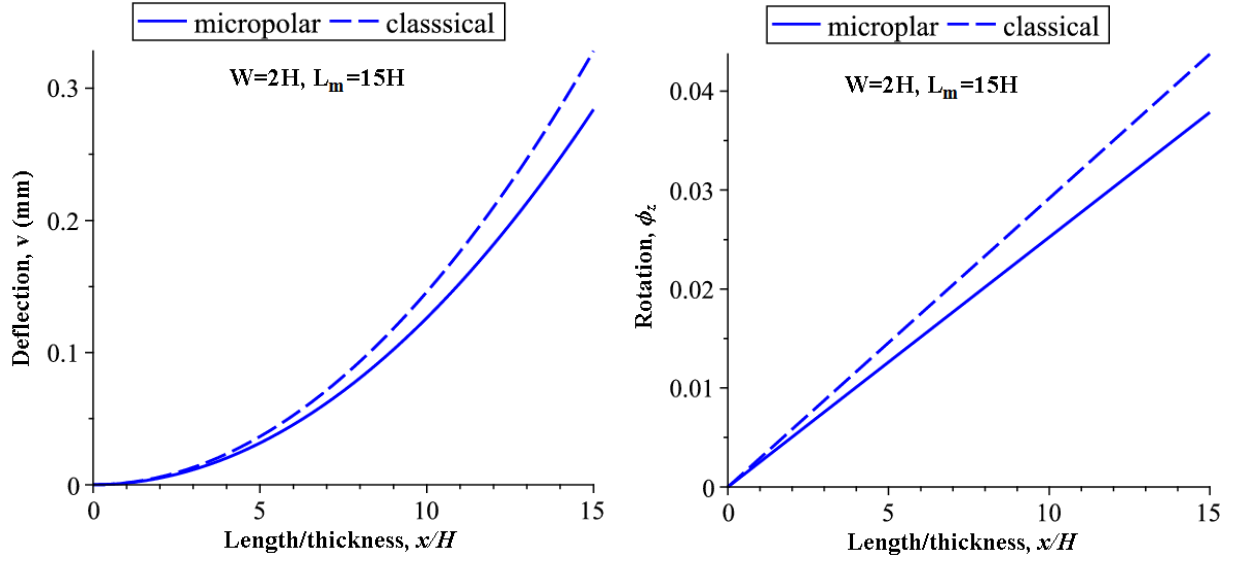 micropolar classsical
W=2H, Lₘ=15H
Deflection, v (mm)
0.3
0.2
0.1
0
0 5 10 15
Length/thickness, x/H
microplar classical
W=2H, Lₘ=15H
Rotation, ϕ_z
0.04
0.03
0.02
0.01
0
0 5 10 15
Length/thickness, x/H